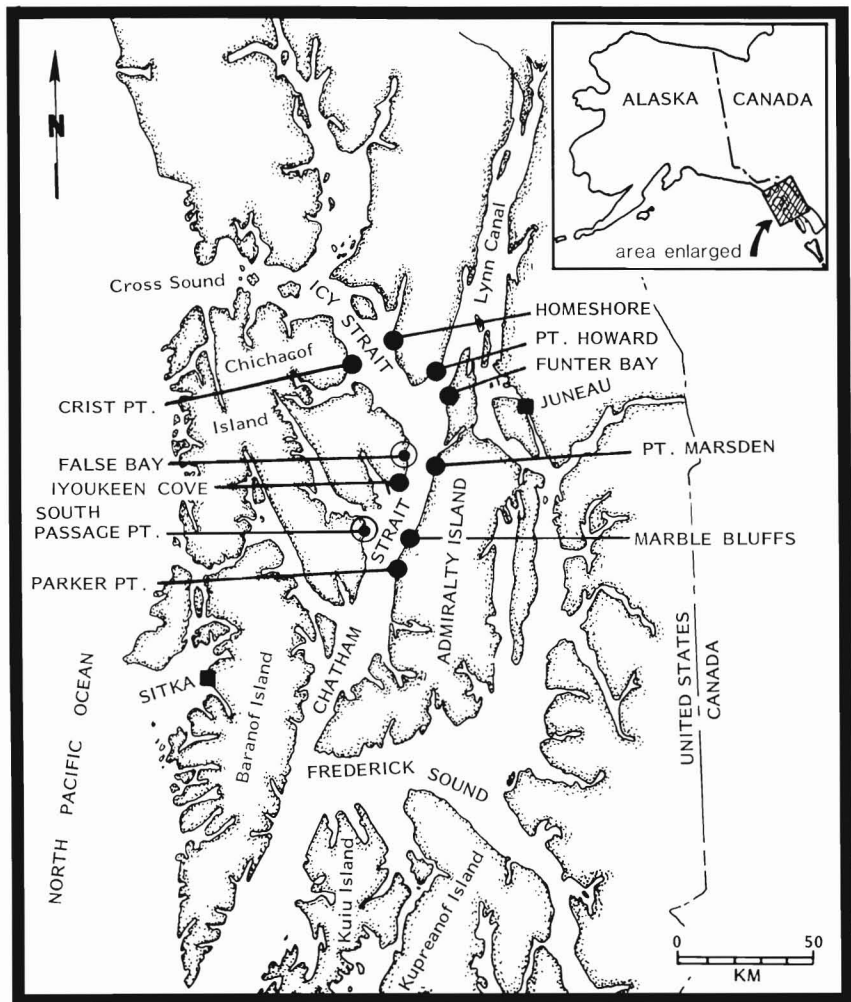 ALASKA
CANADA
area enlarged
N
Cross Sound
ICY STRAIT
Lynn Canal
HOMESHORE
PT. HOWARD
FUNTER BAY
JUNEAU
Chichagof
Island
CRIST PT.
FALSE BAY
IYOUKEEN COVE
SOUTH
PASSAGE PT.
PARKER PT.
PT. MARSDEN
MARBLE BLUFFS
CHATHAM STRAIT
ADMIRALTY ISLAND
SITKA
Baranof Island
NORTH PACIFIC OCEAN
FREDERICK SOUND
Kuiu Island
Kupreanof Island
UNITED STATES
CANADA
0 50
KM